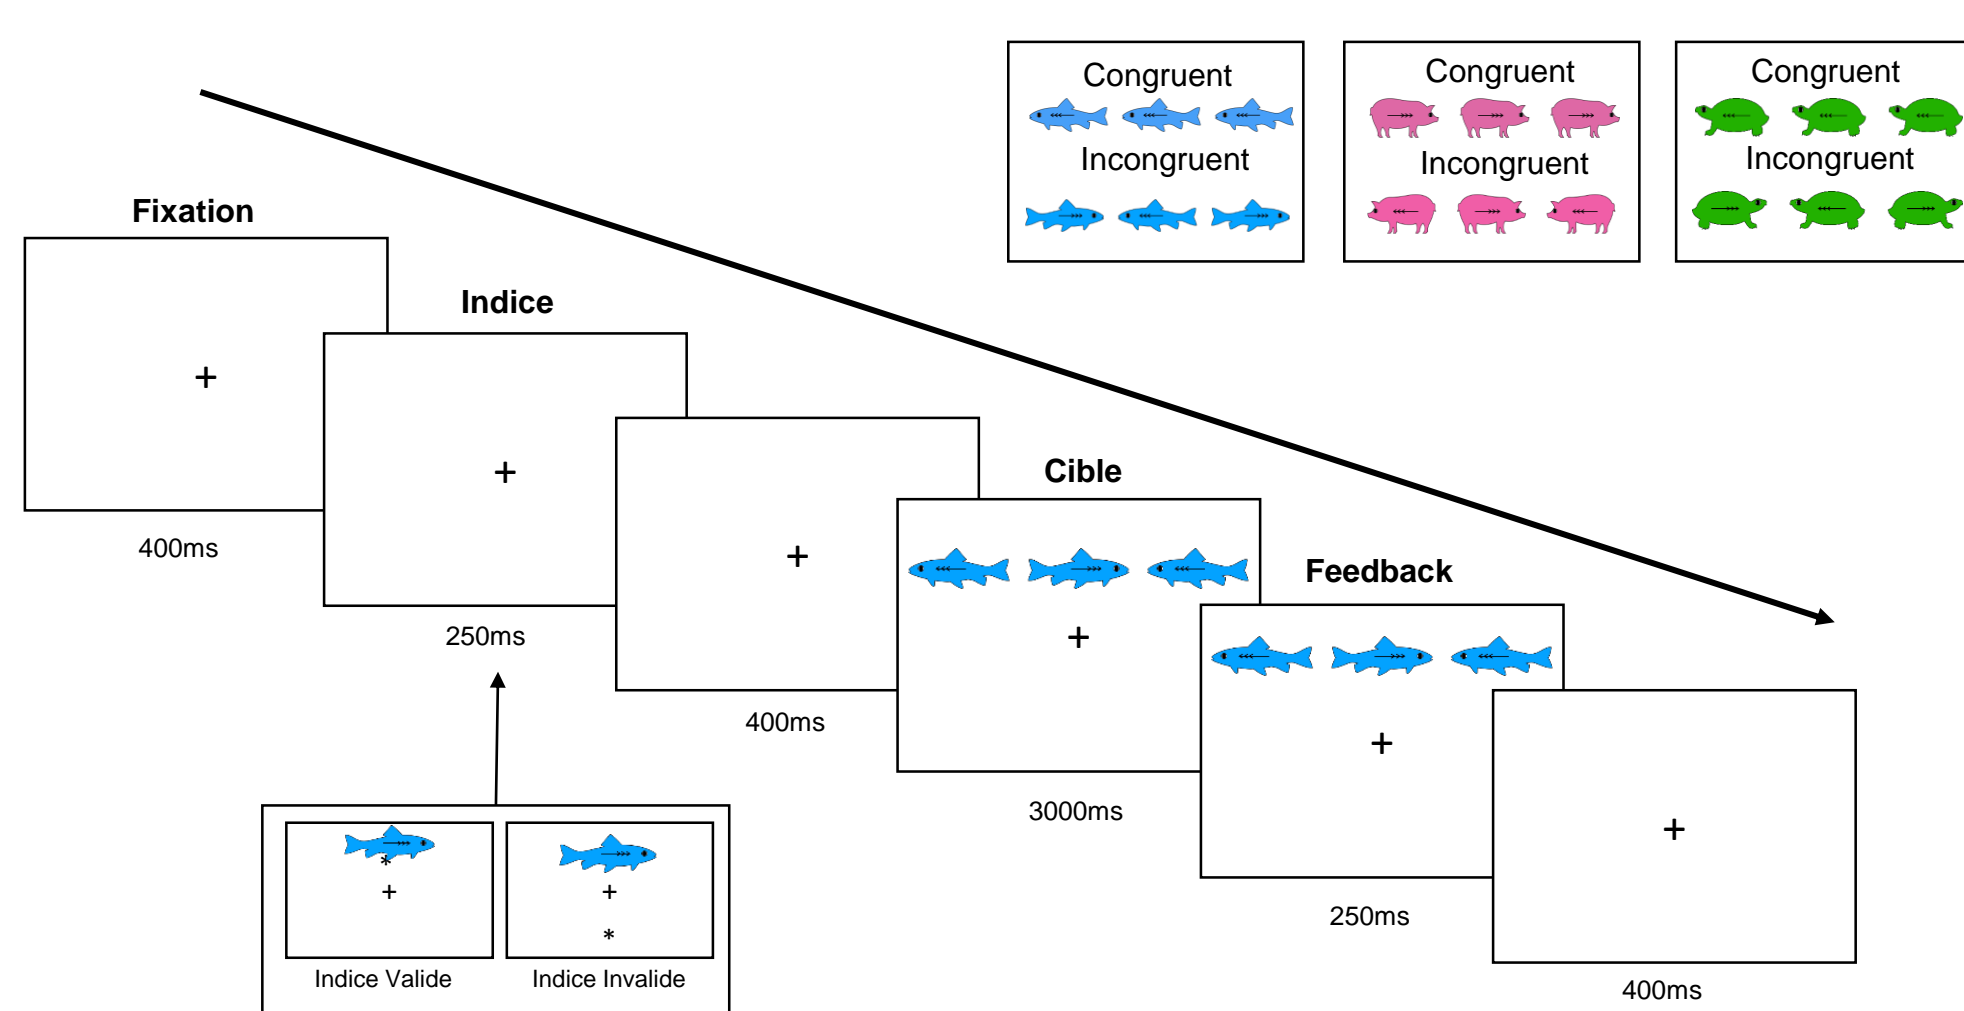 Congruent
Incongruent
Congruent
Incongruent
Congruent
Incongruent
Fixation
+
400ms
Indice
+
250ms
+
400ms
Cible
+
3000ms
Feedback
+
250ms
+
400ms
*
+
Indice Valide
+
*
Indice Invalide